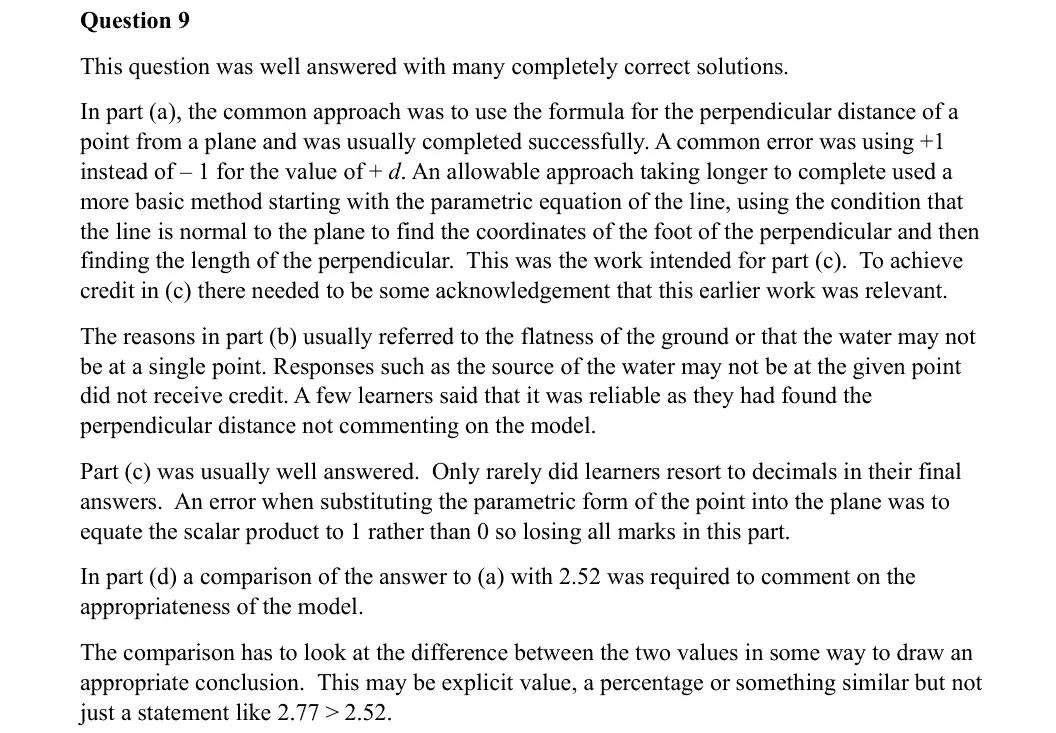 Question 9
This question was well answered with many completely correct solutions.
In part (a), the common approach was to use the formula for the perpendicular distance of a
point from a plane and was usually completed successfully. A common error was using +1
instead of – 1 for the value of + d. An allowable approach taking longer to complete used a
more basic method starting with the parametric equation of the line, using the condition that
the line is normal to the plane to find the coordinates of the foot of the perpendicular and then
finding the length of the perpendicular.  This was the work intended for part (c).  To achieve
credit in (c) there needed to be some acknowledgement that this earlier work was relevant.
The reasons in part (b) usually referred to the flatness of the ground or that the water may not
be at a single point. Responses such as the source of the water may not be at the given point
did not receive credit. A few learners said that it was reliable as they had found the
perpendicular distance not commenting on the model.
Part (c) was usually well answered.  Only rarely did learners resort to decimals in their final
answers.  An error when substituting the parametric form of the point into the plane was to
equate the scalar product to 1 rather than 0 so losing all marks in this part.
In part (d) a comparison of the answer to (a) with 2.52 was required to comment on the
appropriateness of the model.
The comparison has to look at the difference between the two values in some way to draw an
appropriate conclusion.  This may be explicit value, a percentage or something similar but not
just a statement like 2.77 > 2.52.